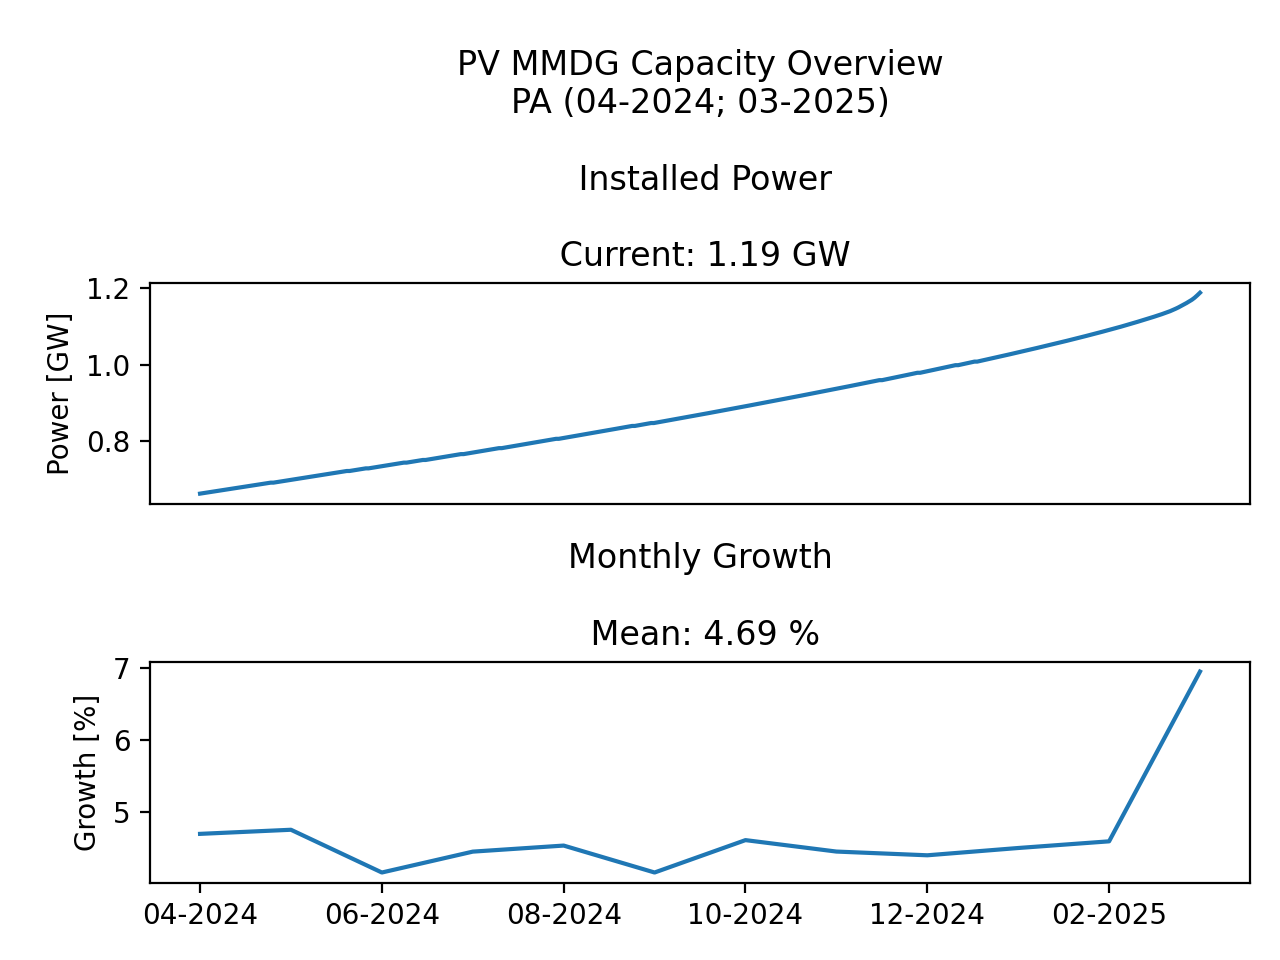 PV MMDG Capacity Overview
PA (04-2024; 03-2025)
Installed Power
Current: 1.19 GW
Power [GW]
1.2
1.0
0.8
Monthly Growth
Mean: 4.69 %
Growth [%]
7
6
5
04-2024 06-2024 08-2024 10-2024 12-2024 02-2025